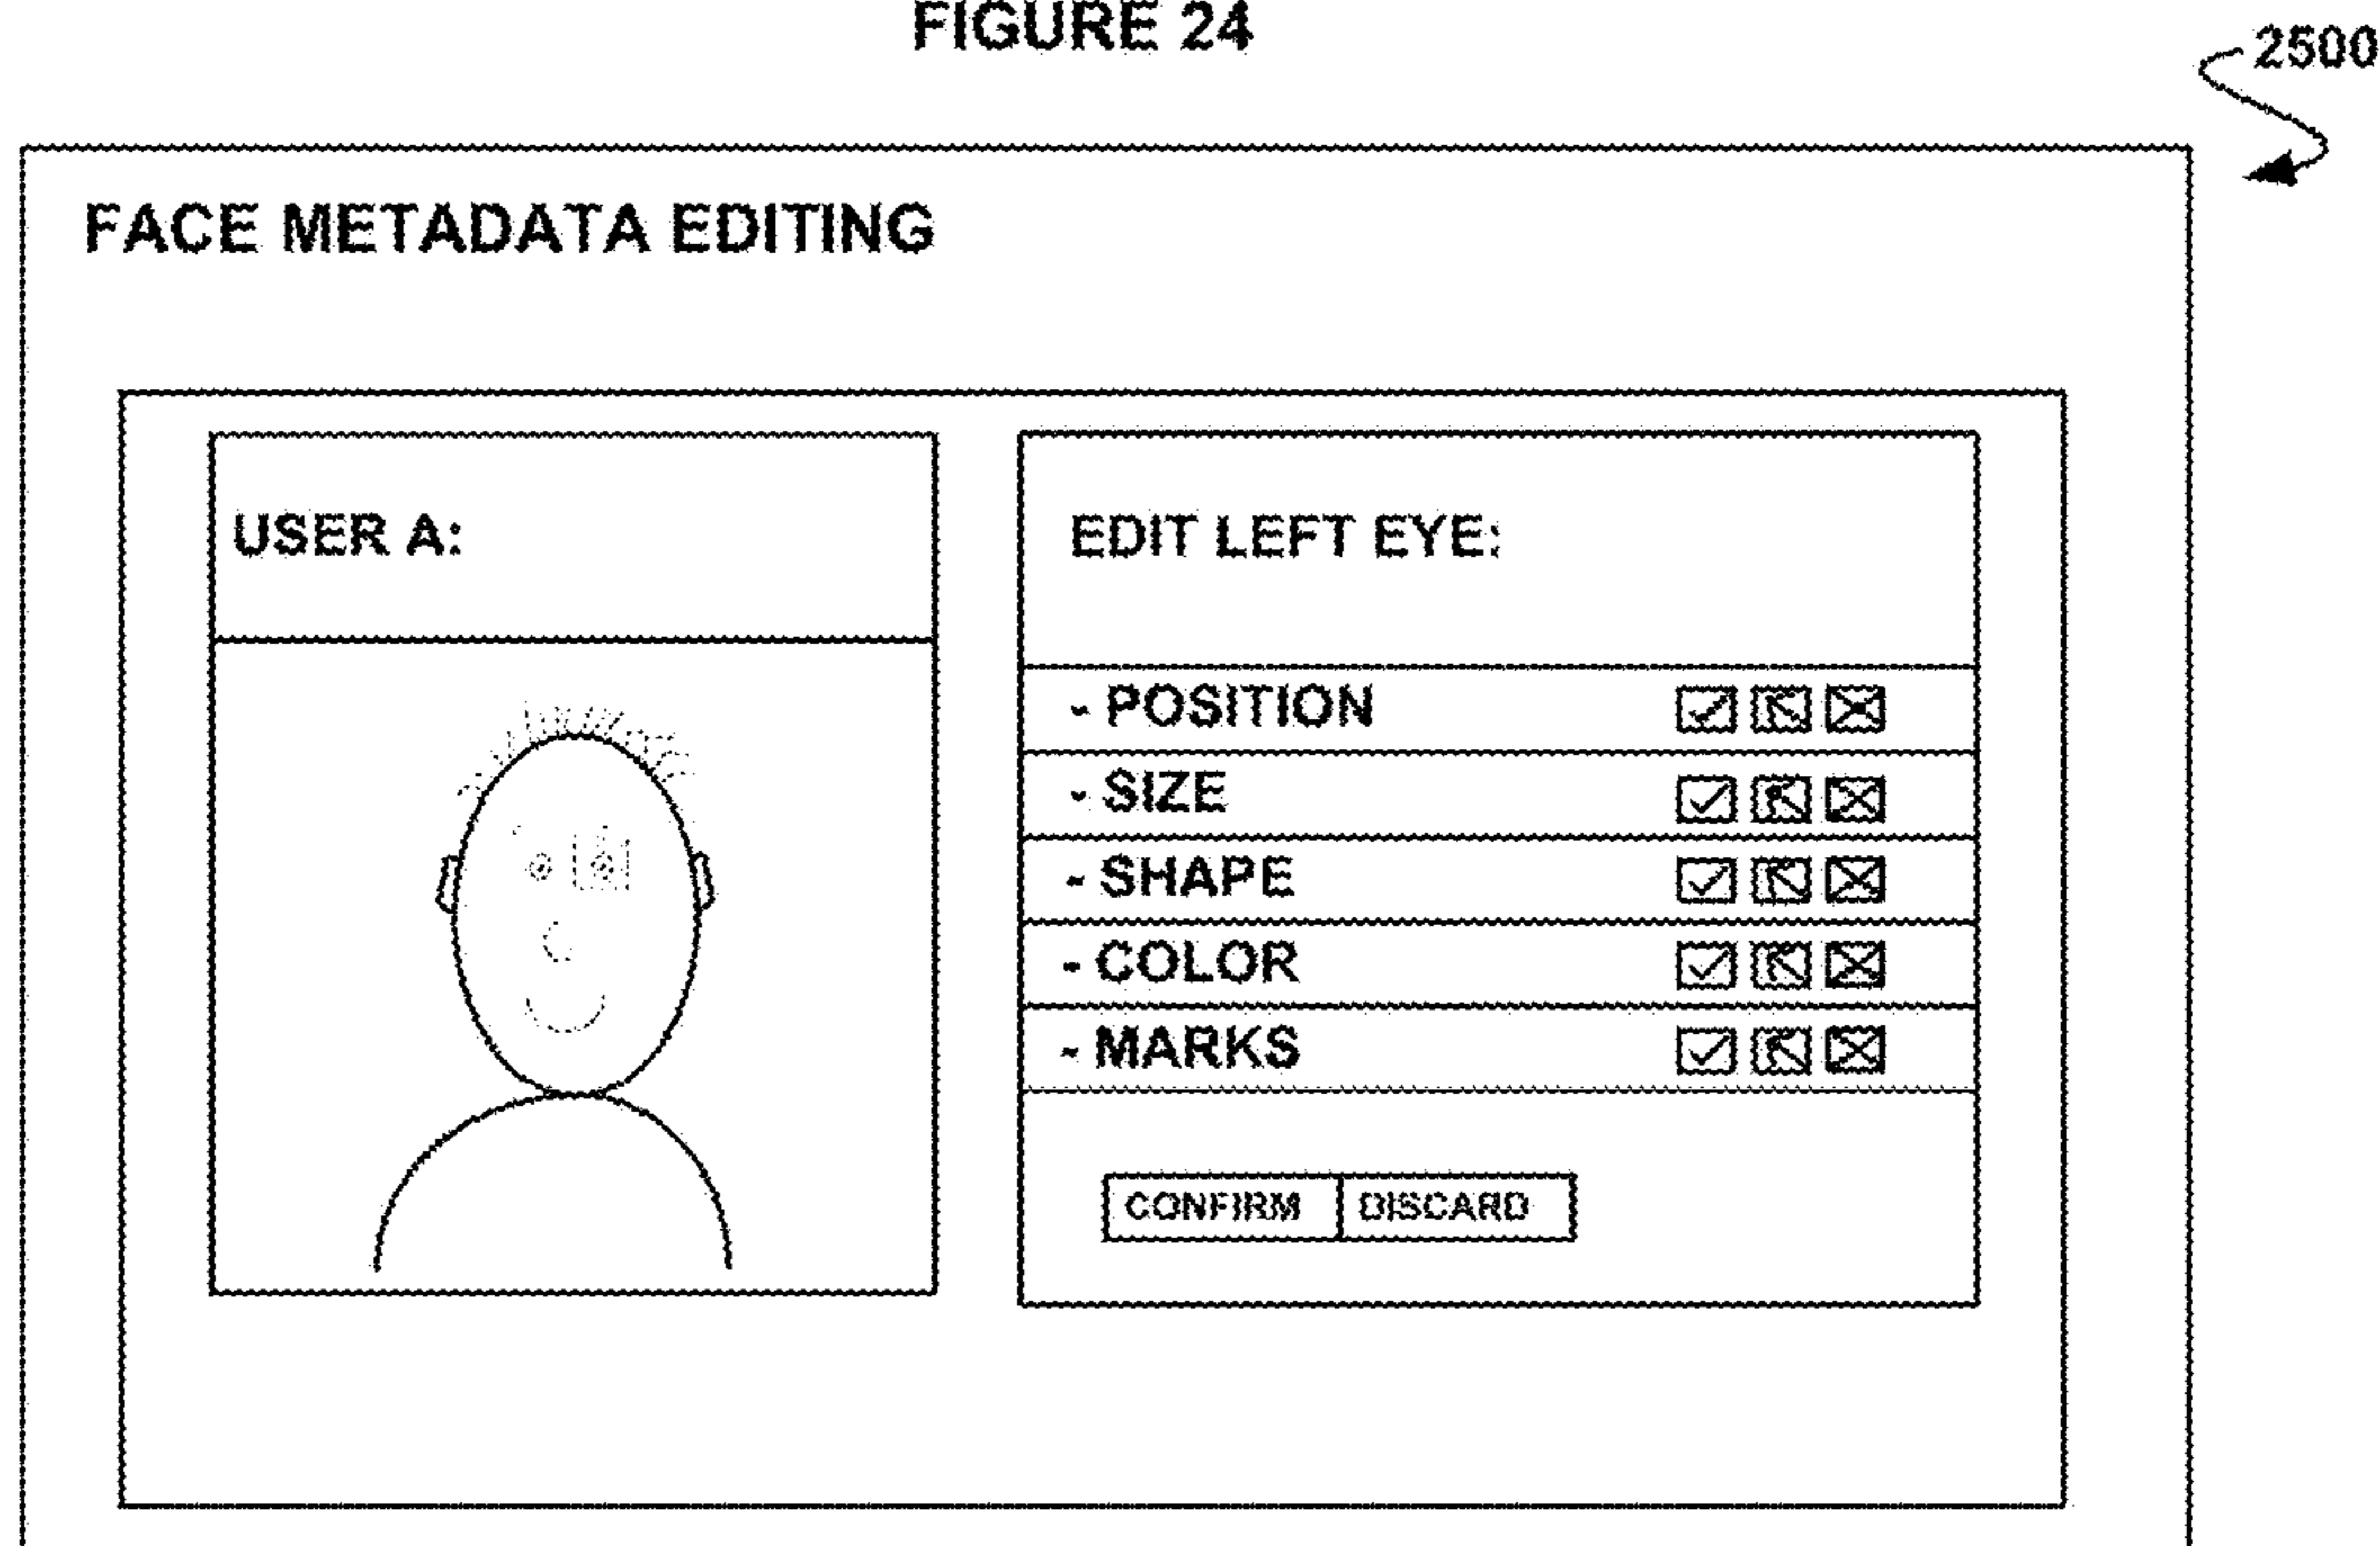 FIGURE 24
2500
FACE METADATA EDITING
USER A:
EDIT LEFT EYE:
- POSITION
- SIZE
- SHAPE
- COLOR
- MARKS
CONFIRM DISCARD